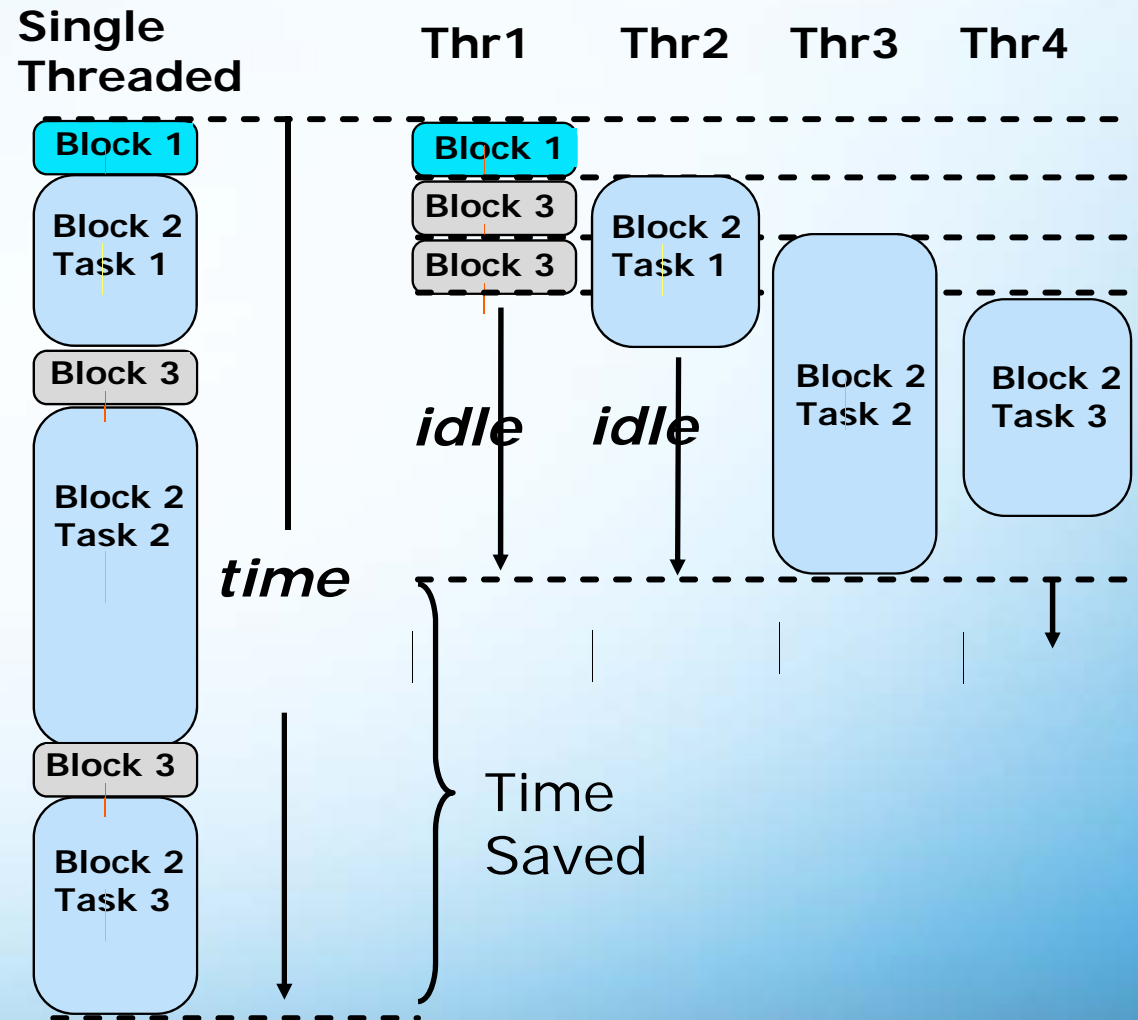 Single
Threaded
Thr1
Thr2
Thr3
Thr4
Block 1
Block 2
Task 1
Block 3
Block 2
Task 2
Block 3
Block 2
Task 3
time
Block 1
Block 3
Block 3
idle
Block 2
Task 1
idle
Block 2
Task 2
Block 2
Task 3
Time
Saved